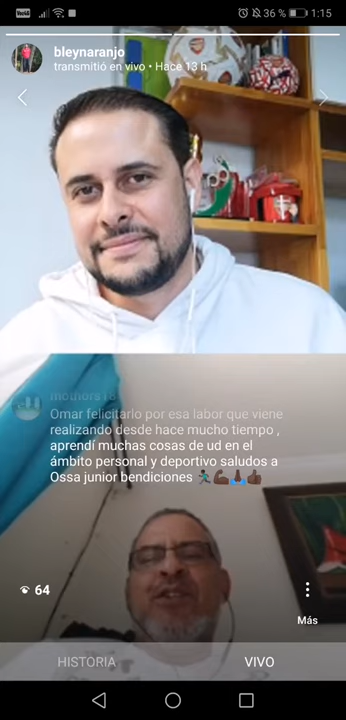 36 % 1:15
bleynaranjo
transmitió en vivo • Hace 13 h
mothors18
Omar felicitarlo por esa labor que viene
realizando desde hace mucho tiempo ,
aprendí muchas cosas de ud en el
ámbito personal y deportivo saludos a
Ossa junior bendiciones 🏃🏿‍♂️💪🏿🙏🏿👍🏿
64
Más
HISTORIA
VIVO